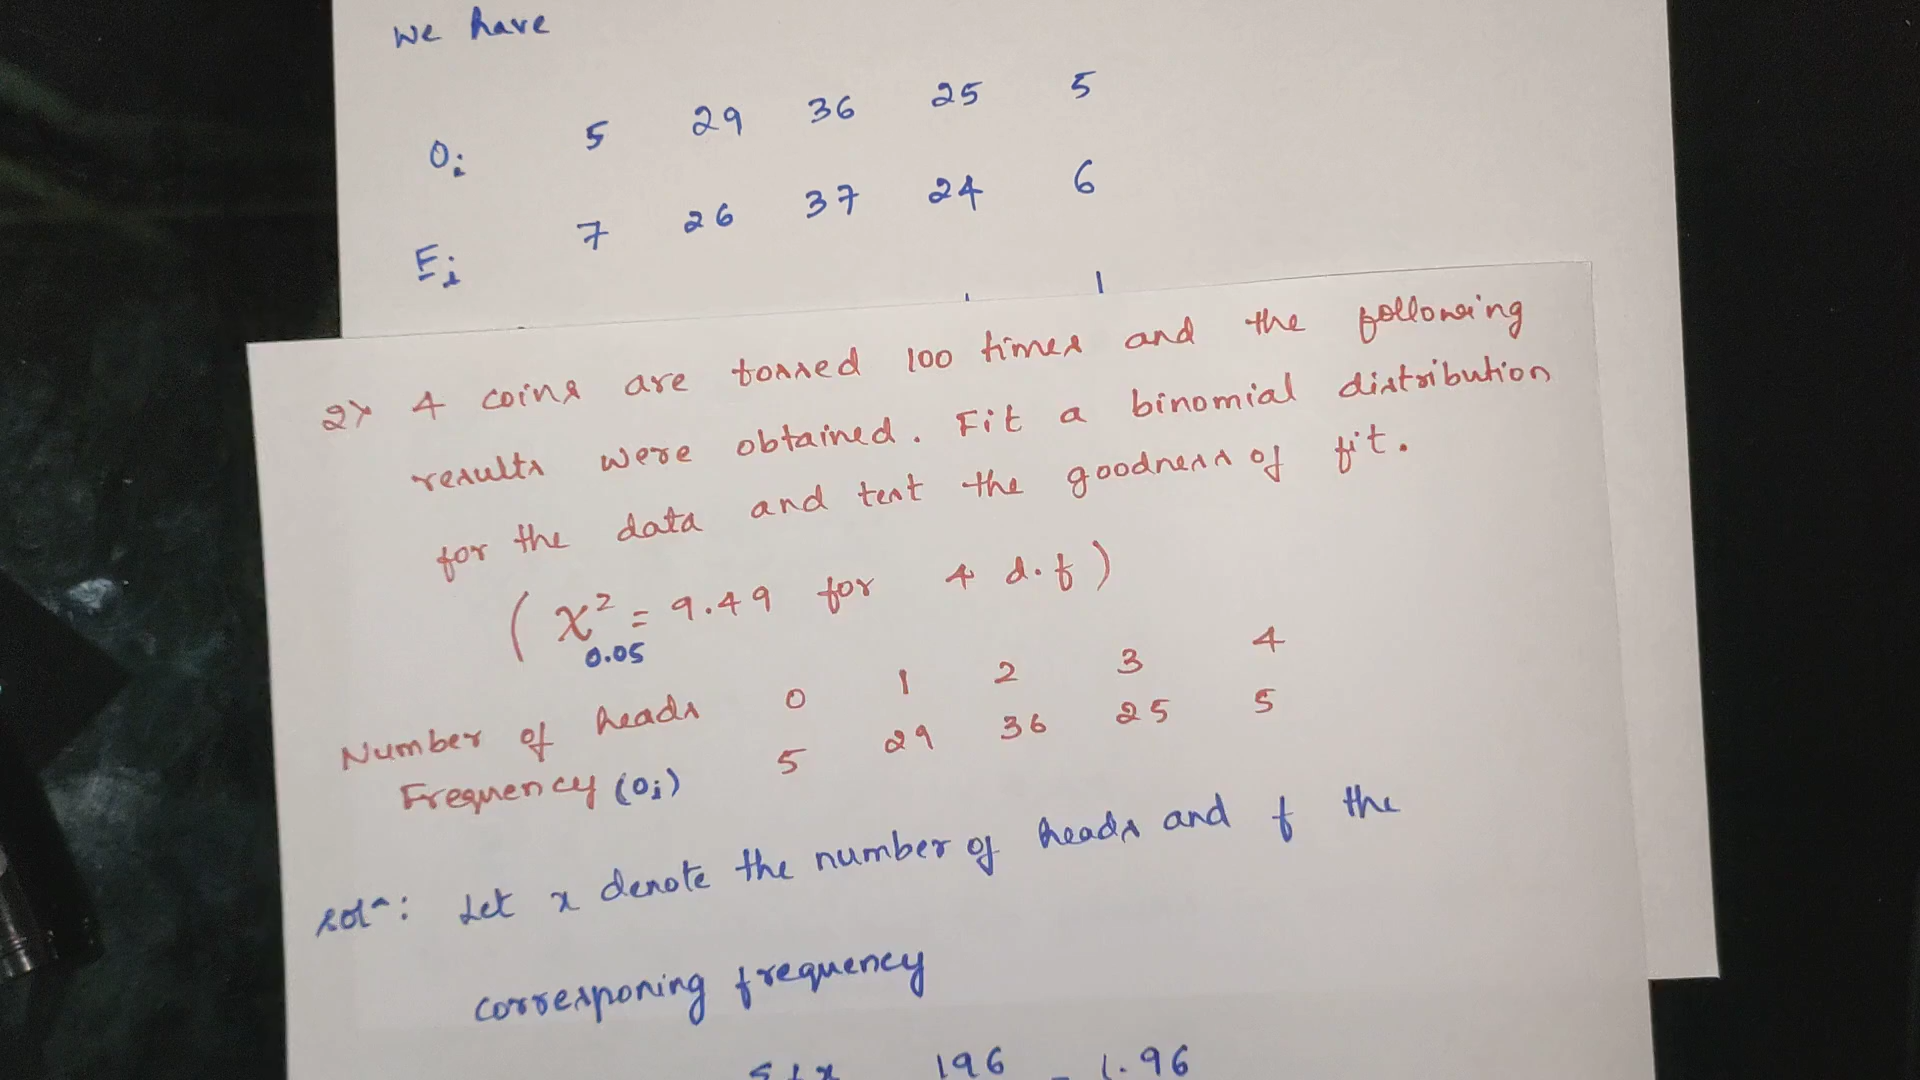 We have
Oi 5 29 36 25 5
Ei 7 26 37 24 6
2) 4 coins are tossed 100 times and the following
results were obtained. Fit a binomial distribution
for the data and test the goodness of fit.
(χ²0.05 = 9.49 for 4 d.f)
Number of heads 0 1 2 3 4
Frequency (Oi) 5 29 36 25 5
soln: Let x denote the number of heads and f the
corresponing frequency
196 = 1.96